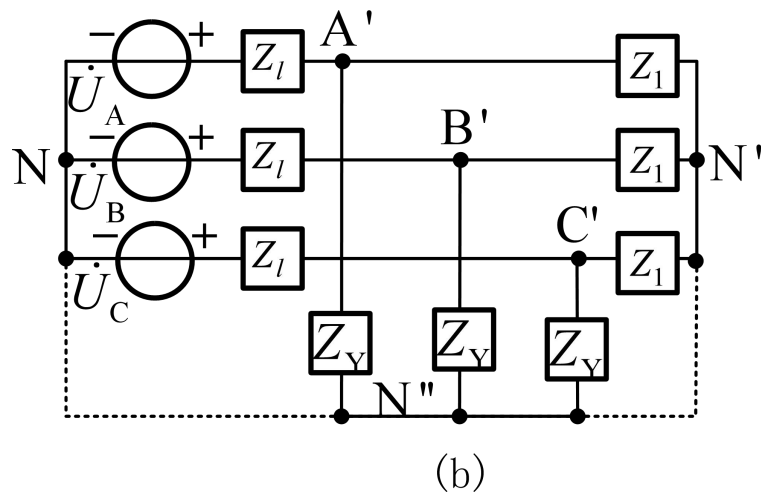 A'
− + Z_l Z_1
U̇_A
B'
N − + Z_l Z_1 N'
U̇_B
C'
− + Z_l Z_1
U̇_C
Z_Y Z_Y Z_Y
N"
(b)